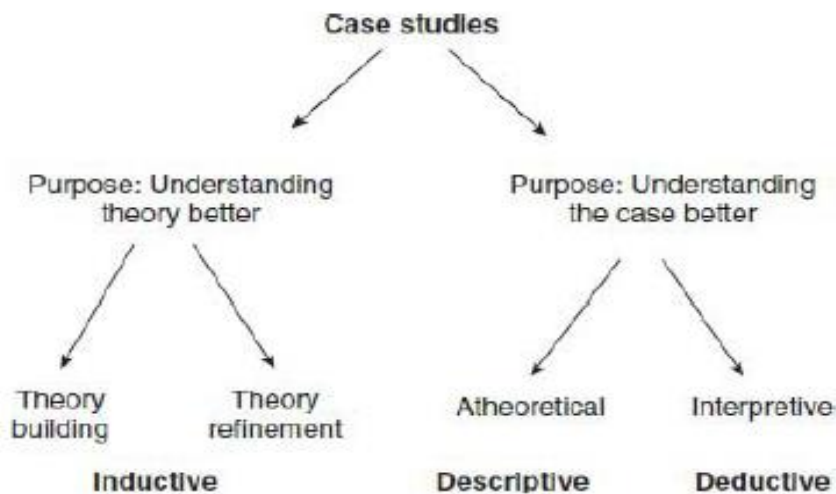 Case studies
Purpose: Understanding
theory better
Purpose: Understanding
the case better
Theory
building
Theory
refinement
Atheoretical
Interpretive
Inductive
Descriptive
Deductive